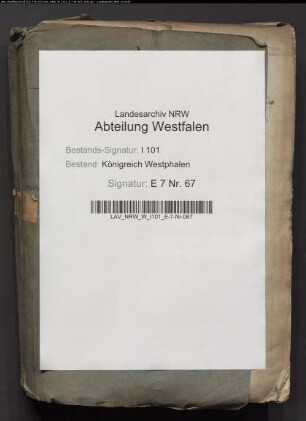 Landesarchiv NRW
Abteilung Westfalen
Bestands-Signatur: I 101
Bestand: Königreich Westphalen
Signatur: E 7 Nr. 67
LAV_NRW_W_I101_E-7-Nr-067